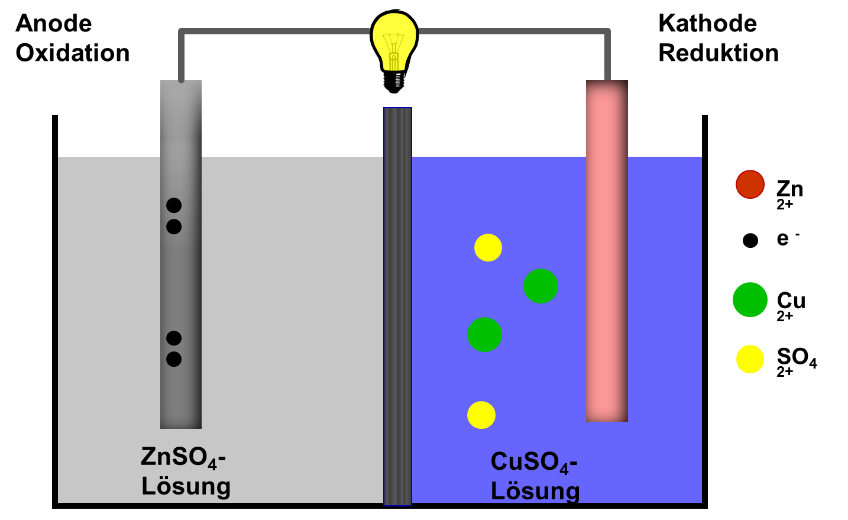 Anode
Oxidation
Kathode
Reduktion
Zn
2+
e -
Cu
2+
SO4
2+
ZnSO4-
Lösung
CuSO4-
Lösung